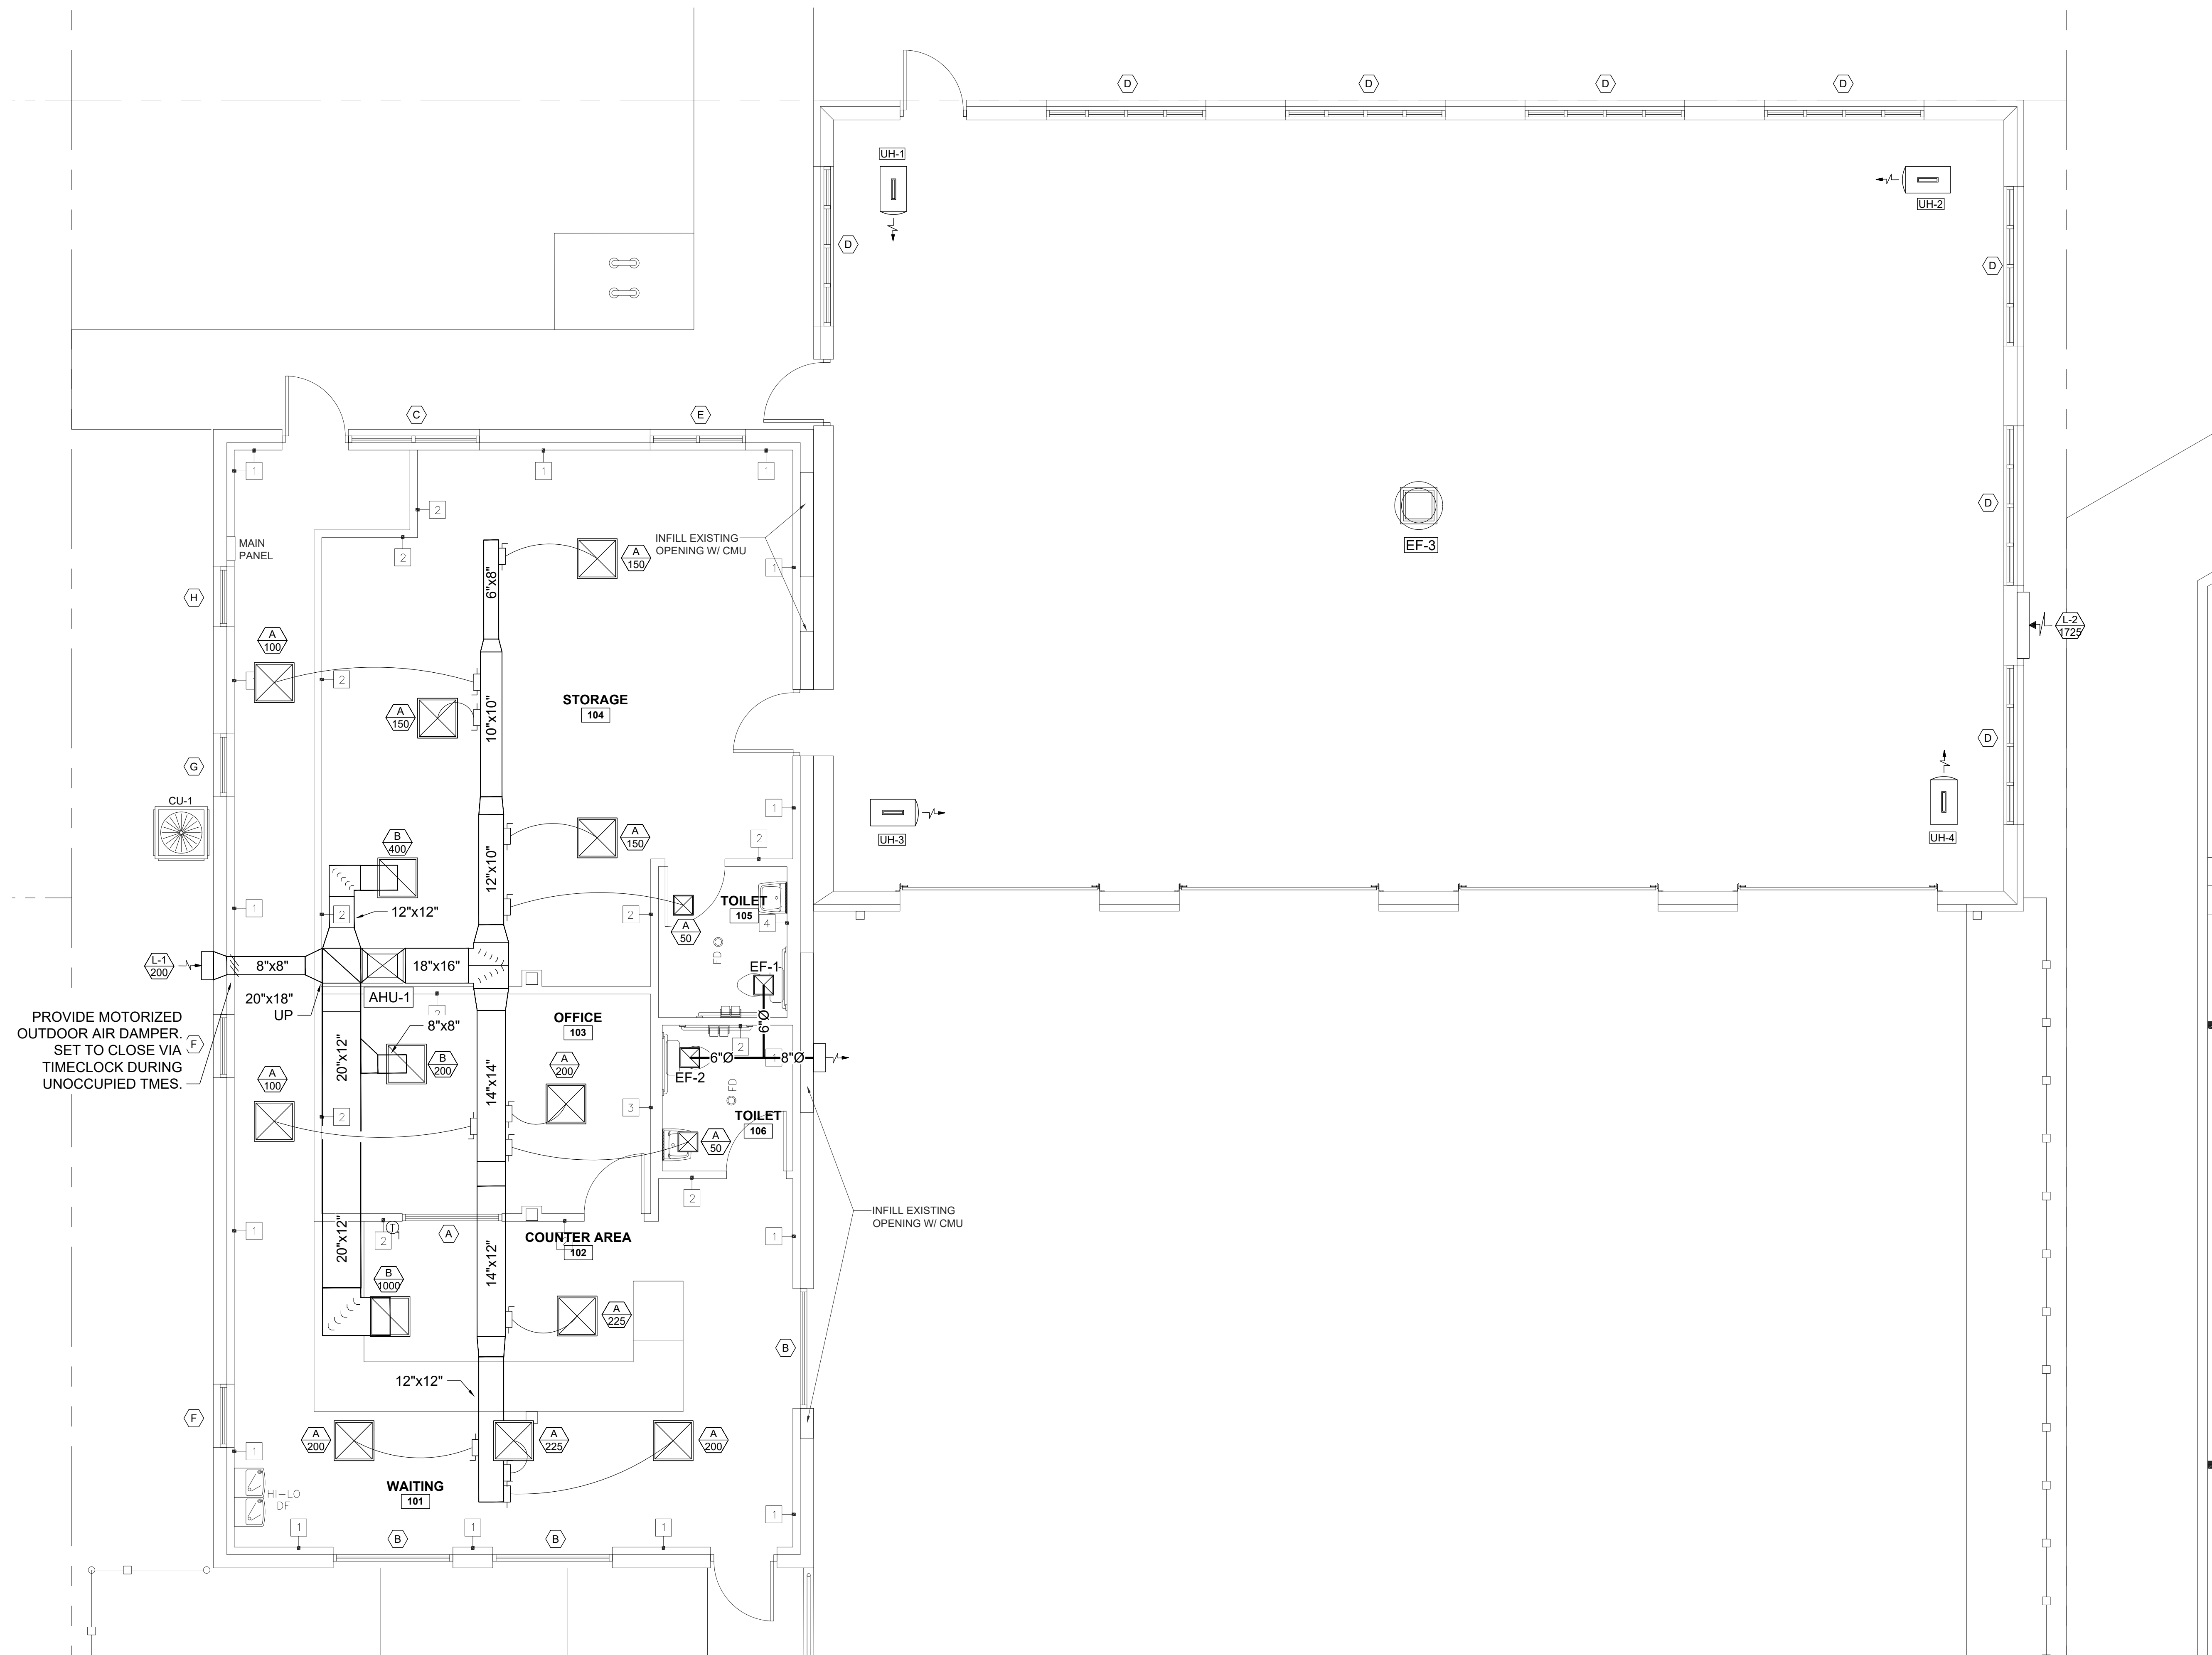 D
D
D
D
UH-1
UH-2
D
D
C
E
1
1
1
2
MAIN
PANEL
2
INFILL EXISTING
OPENING W/ CMU
A
150
1
EF-3
D
6"x8"
H
A
100
L-2
1725
2
A
150
10"x10"
STORAGE
104
D
G
CU-1
1
UH-3
UH-4
B
400
A
150
2
12"x10"
2
12"x12"
1
2
TOILET
105
4
A
50
FD
L-1
200
8"x8"
18"x16"
EF-1
20"x18"
UP
AHU-1
2
PROVIDE MOTORIZED
OUTDOOR AIR DAMPER.
SET TO CLOSE VIA
TIMECLOCK DURING
UNOCCUPIED TMES.
F
8"x8"
OFFICE
103
6"Ø
2
20"x12"
B
200
A
200
6"Ø
1
8"Ø
EF-2
A
100
14"x14"
FD
2
3
TOILET
106
A
50
2
INFILL EXISTING
OPENING W/ CMU
1
20"x12"
T
2
A
COUNTER AREA
102
1
14"x12"
B
1000
A
225
B
12"x12"
F
A
200
A
225
A
200
1
WAITING
101
HI-LO
DF
1
1
1
1
B
B